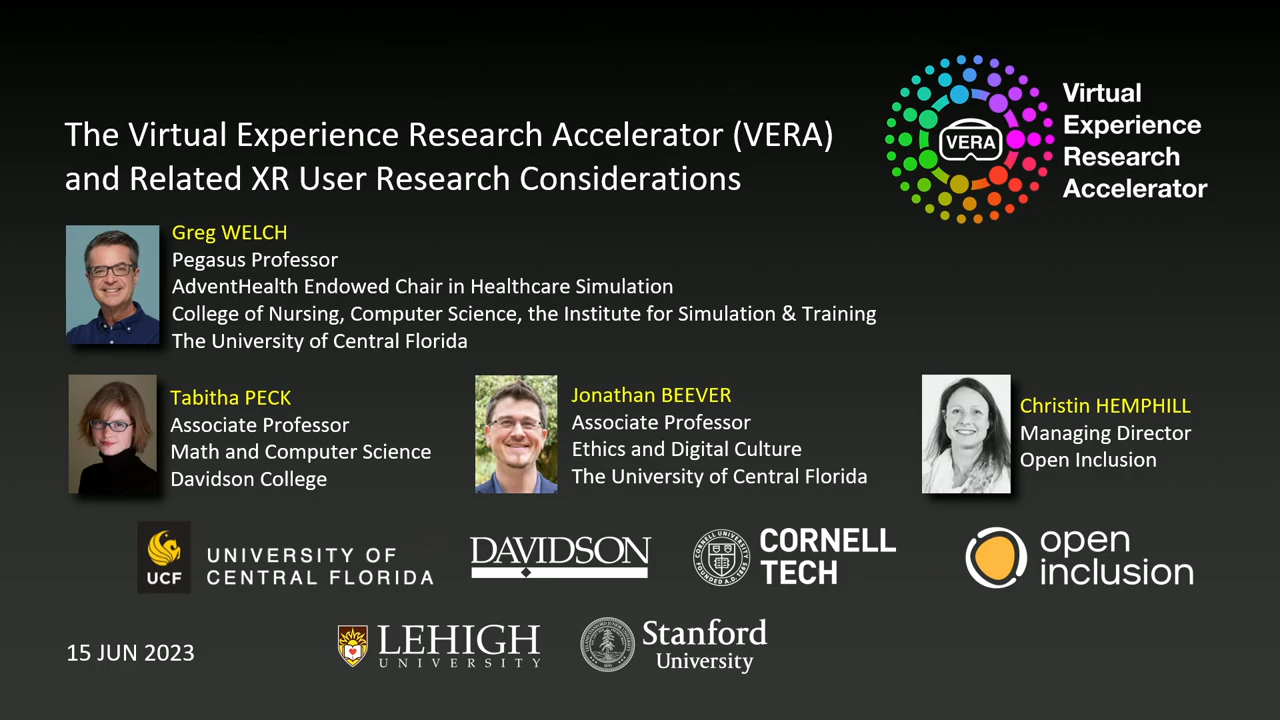 The Virtual Experience Research Accelerator (VERA)
and Related XR User Research Considerations
VERA
Virtual
Experience
Research
Accelerator
Greg WELCH
Pegasus Professor
AdventHealth Endowed Chair in Healthcare Simulation
College of Nursing, Computer Science, the Institute for Simulation & Training
The University of Central Florida
Tabitha PECK
Associate Professor
Math and Computer Science
Davidson College
Jonathan BEEVER
Associate Professor
Ethics and Digital Culture
The University of Central Florida
Christin HEMPHILL
Managing Director
Open Inclusion
UCF
UNIVERSITY OF
CENTRAL FLORIDA
DAVIDSON
CORNELL
TECH
open
inclusion
15 JUN 2023
LEHIGH
UNIVERSITY
Stanford
University